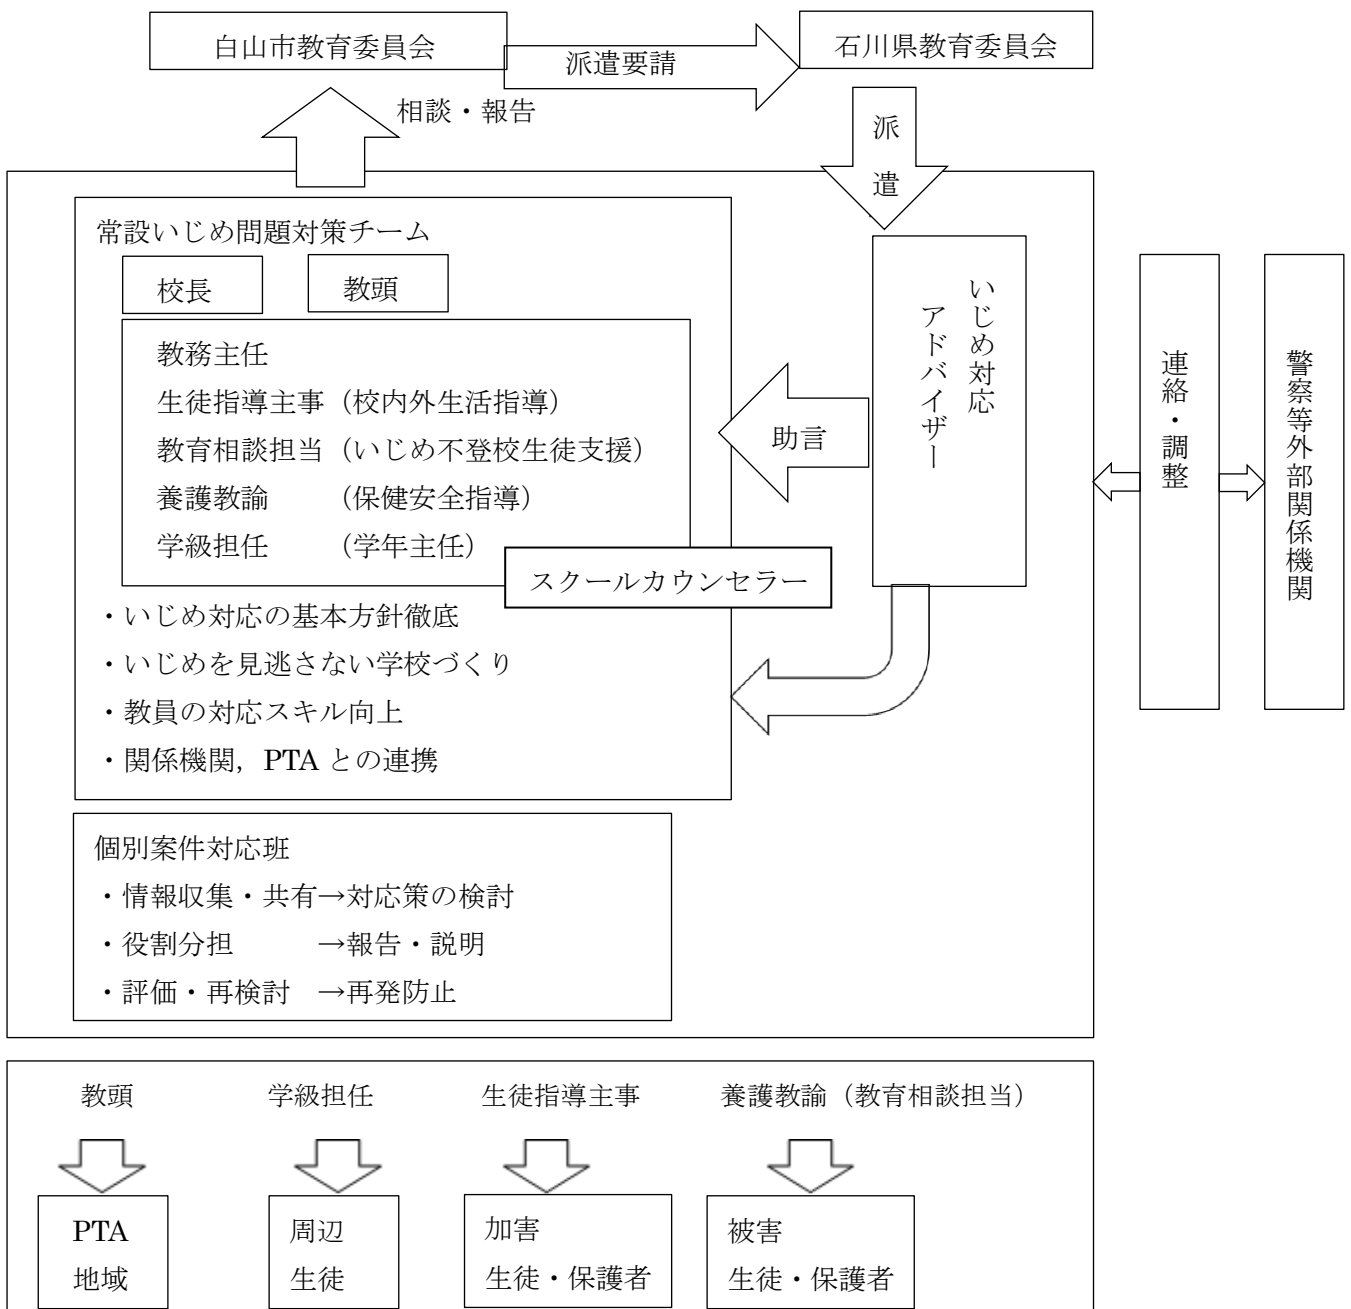 白山市教育委員会
派遣要請
石川県教育委員会
相談・報告
派遣
常設いじめ問題対策チーム
校長
教頭
教務主任
生徒指導主事（校内外生活指導）
教育相談担当（いじめ不登校生徒支援）
養護教諭　　（保健安全指導）
学級担任　　（学年主任）
スクールカウンセラー
・いじめ対応の基本方針徹底
・いじめを見逃さない学校づくり
・教員の対応スキル向上
・関係機関，PTA との連携
助言
いじめ対応
アドバイザー
連絡・調整
警察等外部関係機関
個別案件対応班
・情報収集・共有→対応策の検討
・役割分担　　　→報告・説明
・評価・再検討　→再発防止
教頭
学級担任
生徒指導主事
養護教諭（教育相談担当）
PTA
地域
周辺
生徒
加害
生徒・保護者
被害
生徒・保護者